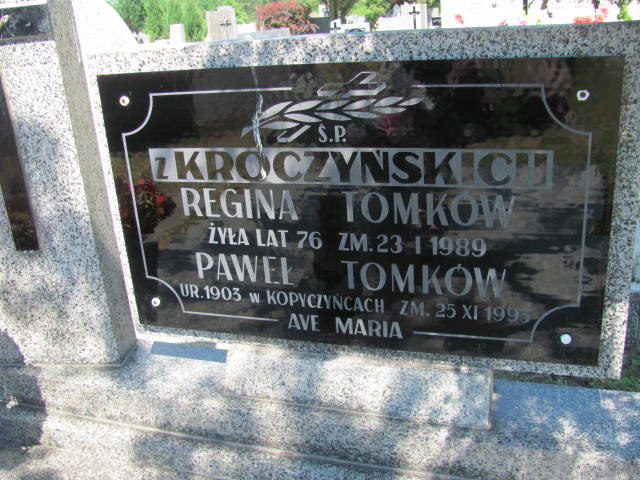 Ś.P.
z KROCZYŃSKICH
REGINA TOMKÓW
ŻYŁA LAT 76 ZM. 23 I 1989
PAWEŁ TOMKÓW
UR. 1903 w KOPYCZYŃCACH ZM. 25 XI 1993
AVE MARIA